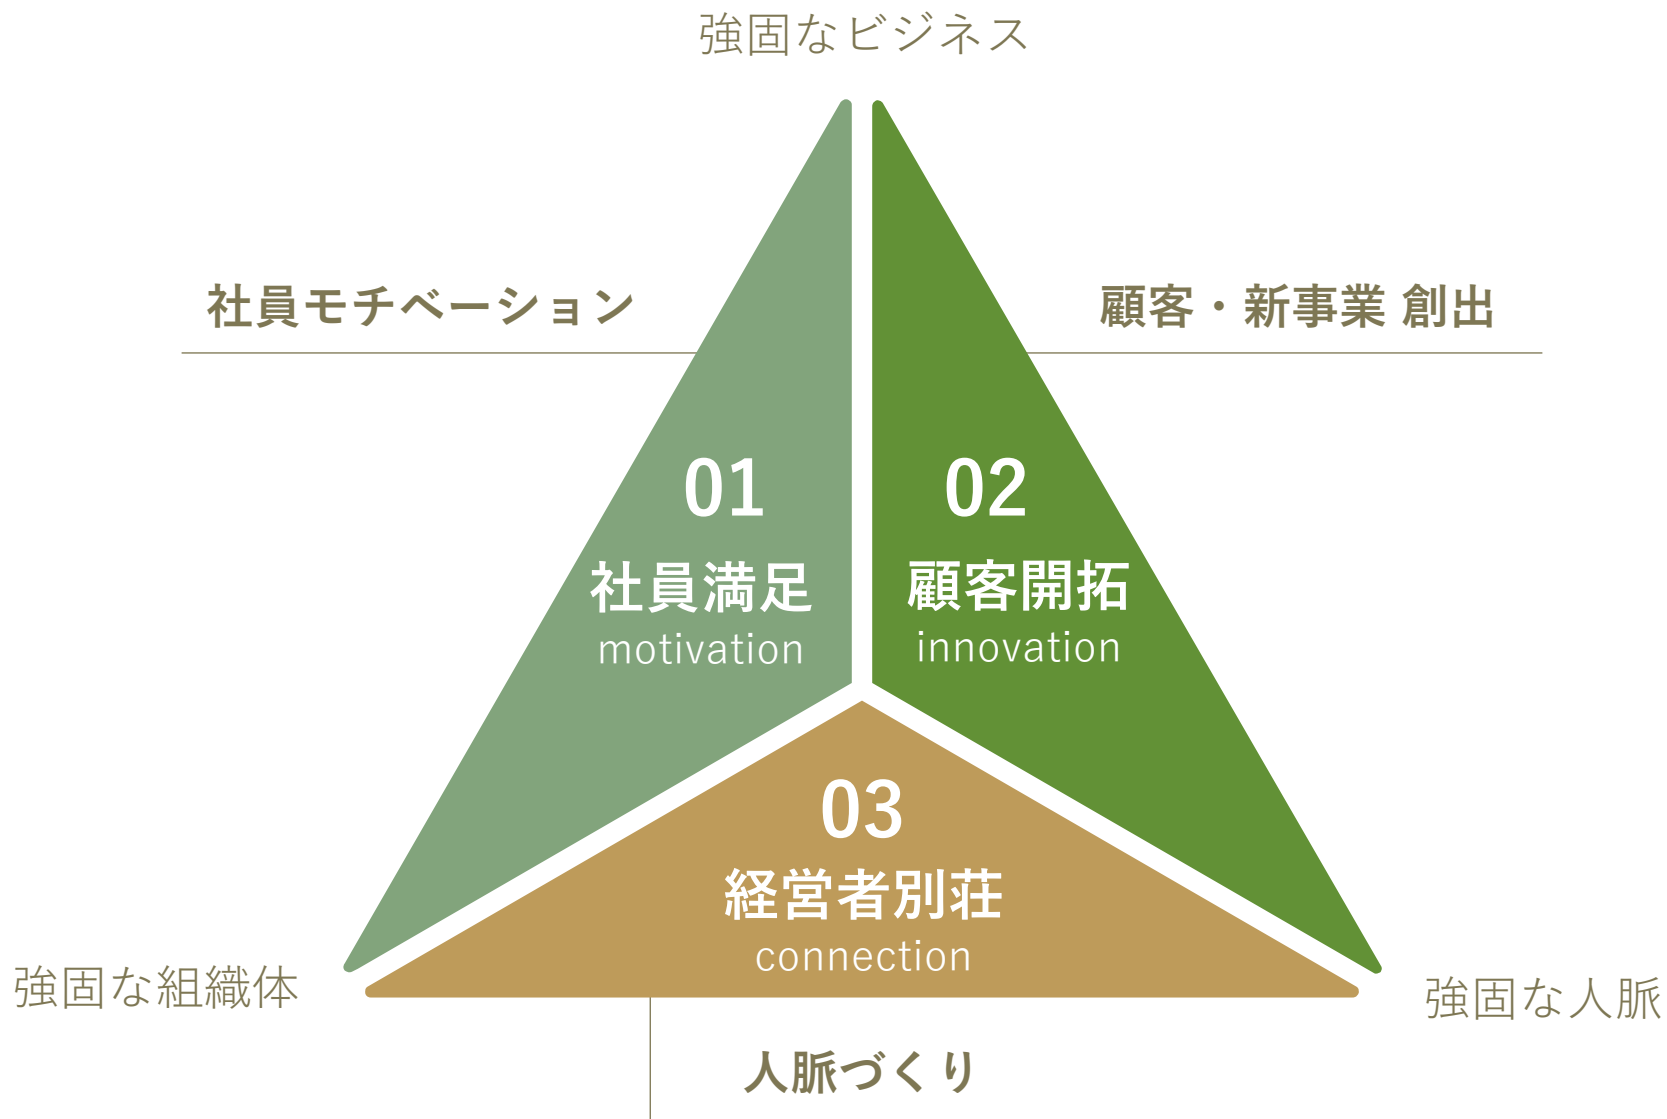 強固なビジネス
社員モチベーション
顧客・新事業 創出
01
社員満足
motivation
02
顧客開拓
innovation
03
経営者別荘
connection
強固な組織体
強固な人脈
人脈づくり